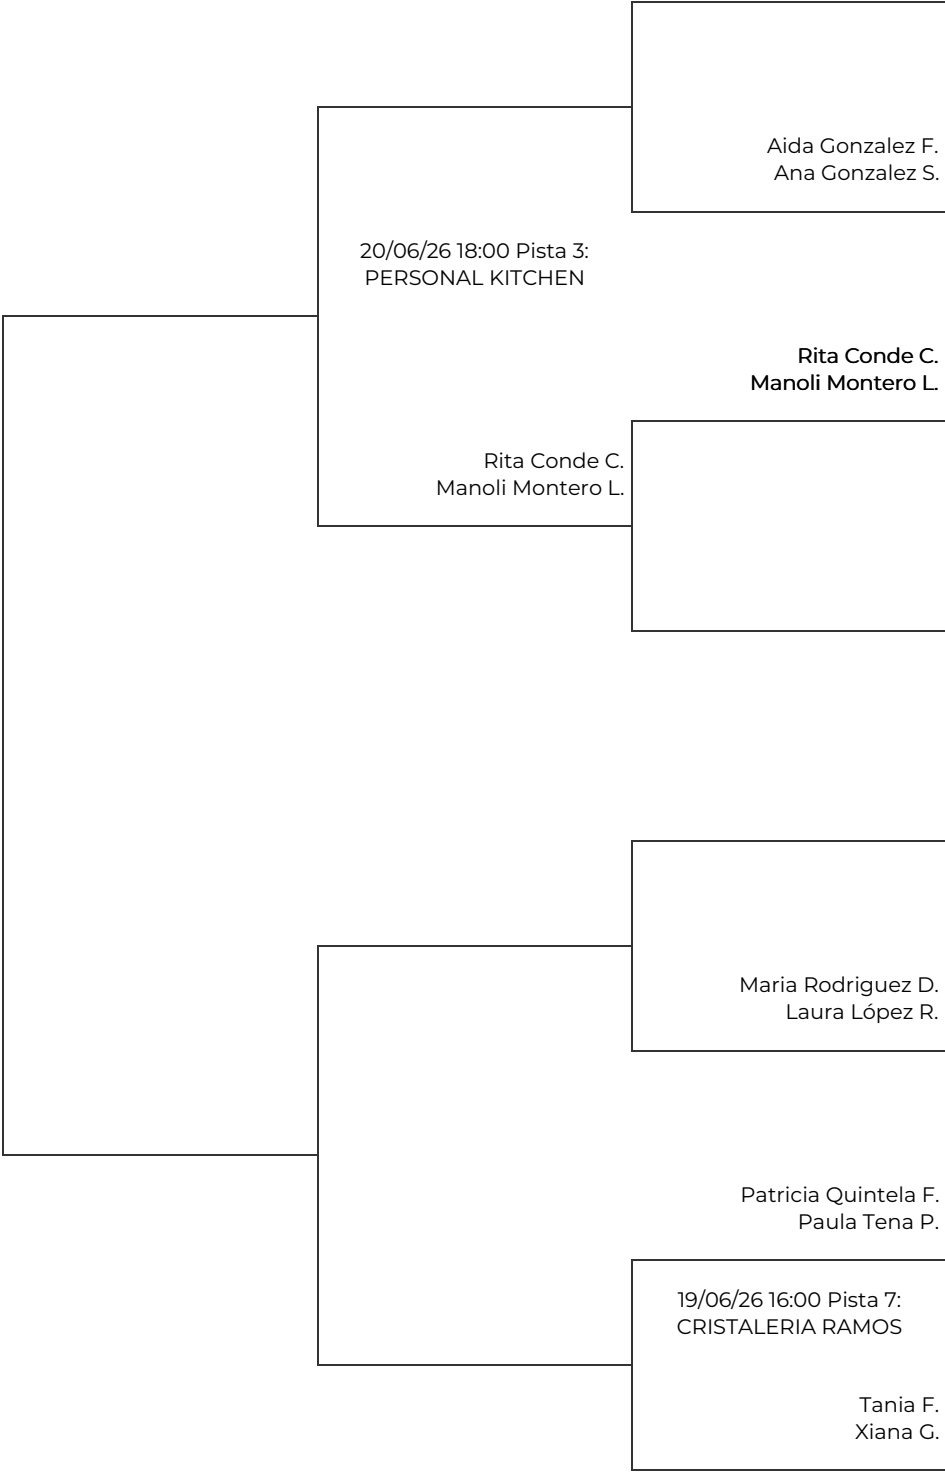 Aida Gonzalez F.
Ana Gonzalez S.
20/06/26 18:00 Pista 3:
PERSONAL KITCHEN
Rita Conde C.
Manoli Montero L.
Rita Conde C.
Manoli Montero L.
Maria Rodriguez D.
Laura López R.
Patricia Quintela F.
Paula Tena P.
19/06/26 16:00 Pista 7:
CRISTALERIA RAMOS
Tania F.
Xiana G.